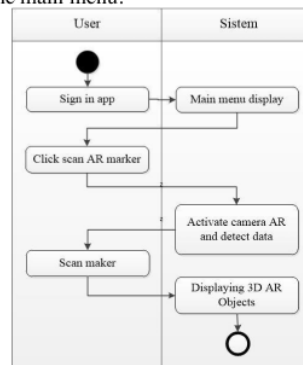 e main menu.
User Sistem
Sign in app Main menu display
Click scan AR marker
Activate camera AR
and detect data
Scan maker
Displaying 3D AR
Objects